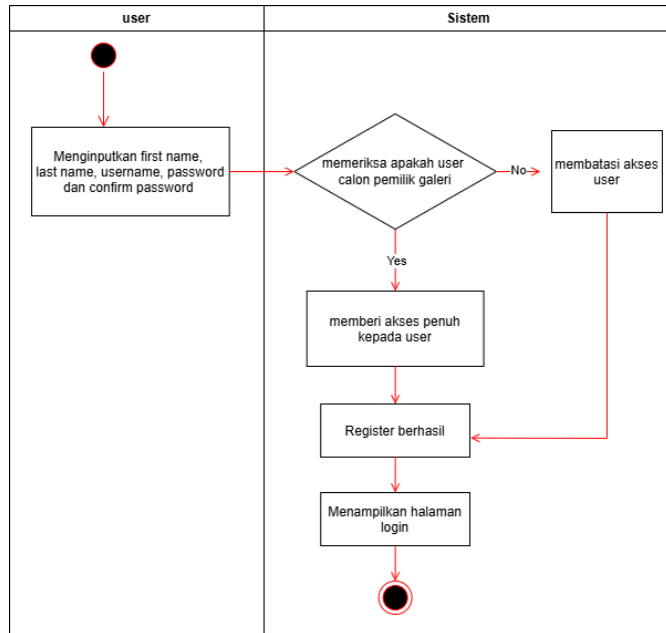 user
Sistem
Menginputkan first name,
last name, username, password
dan confirm password
memeriksa apakah user
calon pemilik galeri
No
membatasi akses
user
Yes
memberi akses penuh
kepada user
Register berhasil
Menampilkan halaman
login